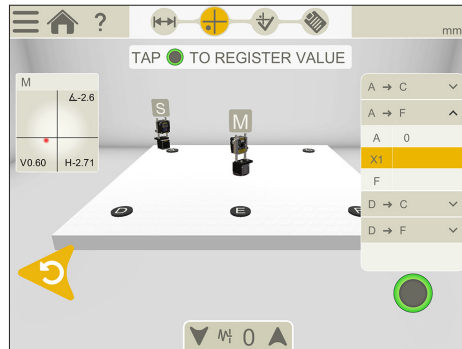 ?
mm
TAP TO REGISTER VALUE
M
∠-2.6
V0.60 H-2.71
S
M
A → C
A → F
A 0
X1
F
D → C
D → F
D
E
F
0